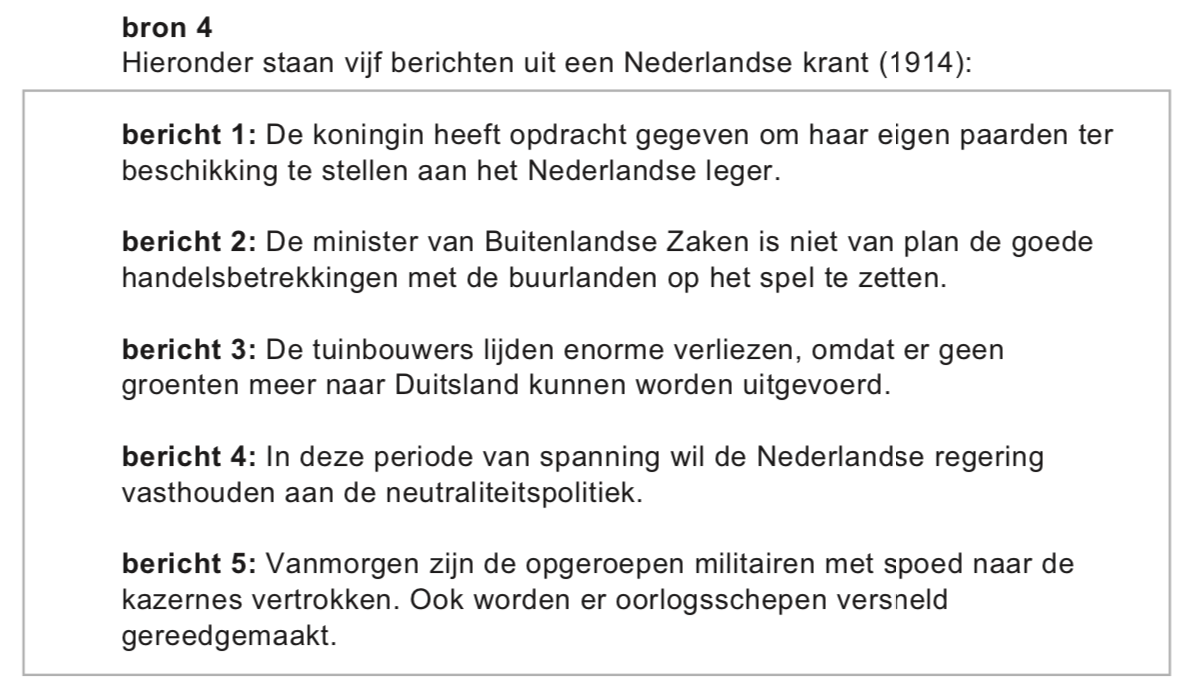 bron 4
Hieronder staan vijf berichten uit een Nederlandse krant (1914):
bericht 1: De koningin heeft opdracht gegeven om haar eigen paarden ter
beschikking te stellen aan het Nederlandse leger.
bericht 2: De minister van Buitenlandse Zaken is niet van plan de goede
handelsbetrekkingen met de buurlanden op het spel te zetten.
bericht 3: De tuinbouwers lijden enorme verliezen, omdat er geen
groenten meer naar Duitsland kunnen worden uitgevoerd.
bericht 4: In deze periode van spanning wil de Nederlandse regering
vasthouden aan de neutraliteitspolitiek.
bericht 5: Vanmorgen zijn de opgeroepen militairen met spoed naar de
kazernes vertrokken. Ook worden er oorlogsschepen versneld
gereedgemaakt.